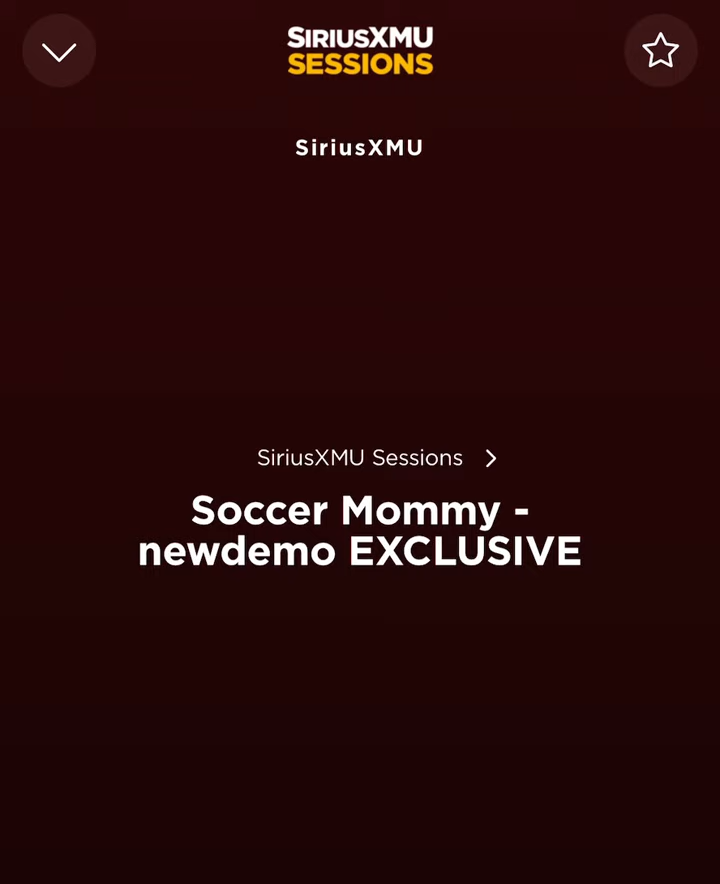 SIRIUSXMU
SESSIONS
SiriusXMU
SiriusXMU Sessions
Soccer Mommy -
newdemo EXCLUSIVE